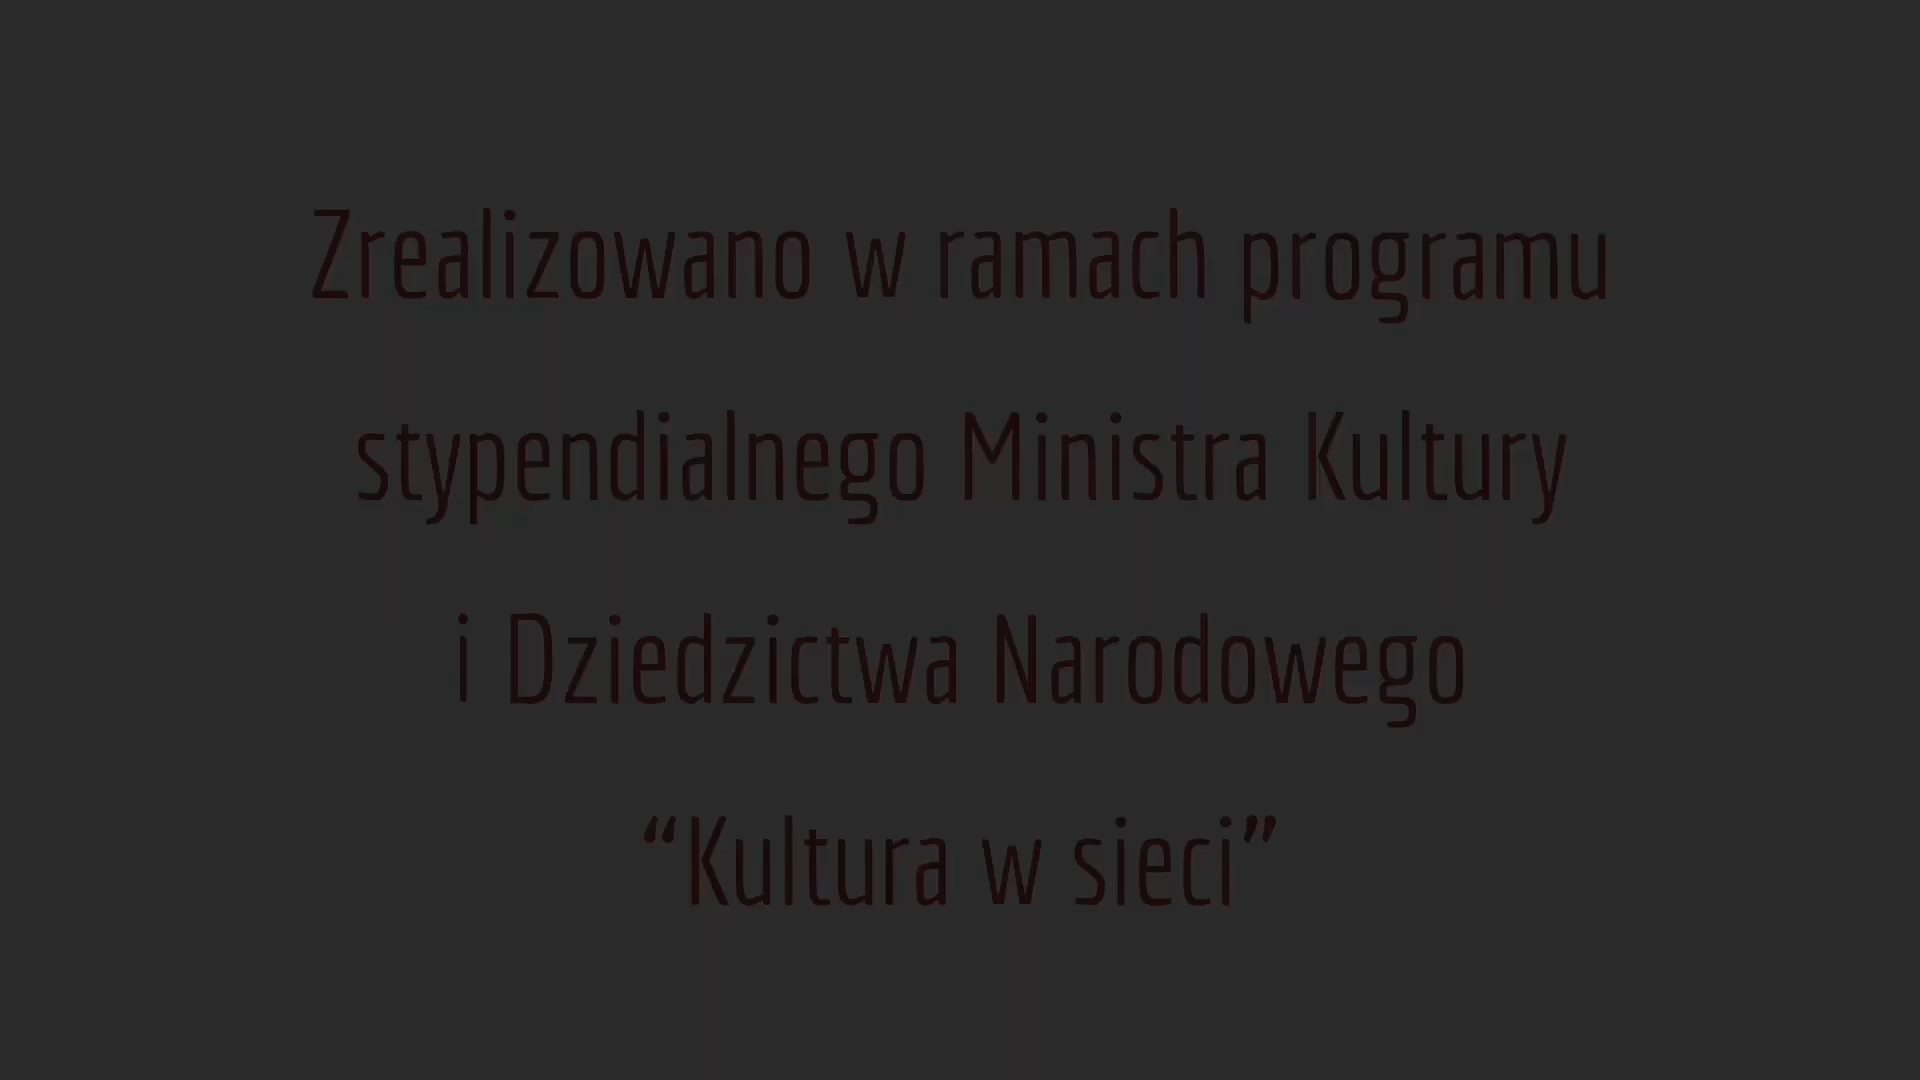 Zrealizowano w ramach programu
stypendialnego Ministra Kultury
i Dziedzictwa Narodowego
“Kultura w sieci”